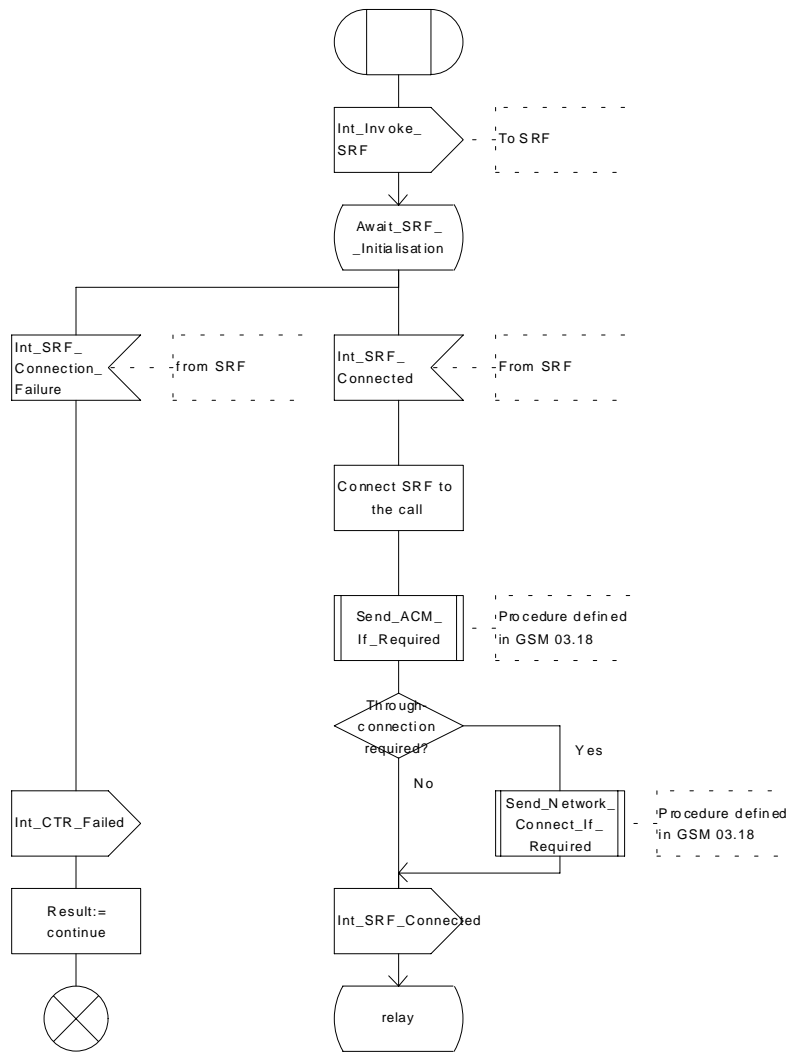 Int_Invoke_
SRF
To SRF
Await_SRF_
_Initialisation
Int_SRF_
Connection_
Failure
from SRF
Int_SRF_
Connected
From SRF
Connect SRF to
the call
Send_ACM_
If_Required
Procedure defined
in GSM 03.18
Through-
connection
required?
Yes
No
Send_Network_
Connect_If_
Required
Procedure defined
in GSM 03.18
Int_CTR_Failed
Result:=
continue
Int_SRF_Connected
relay